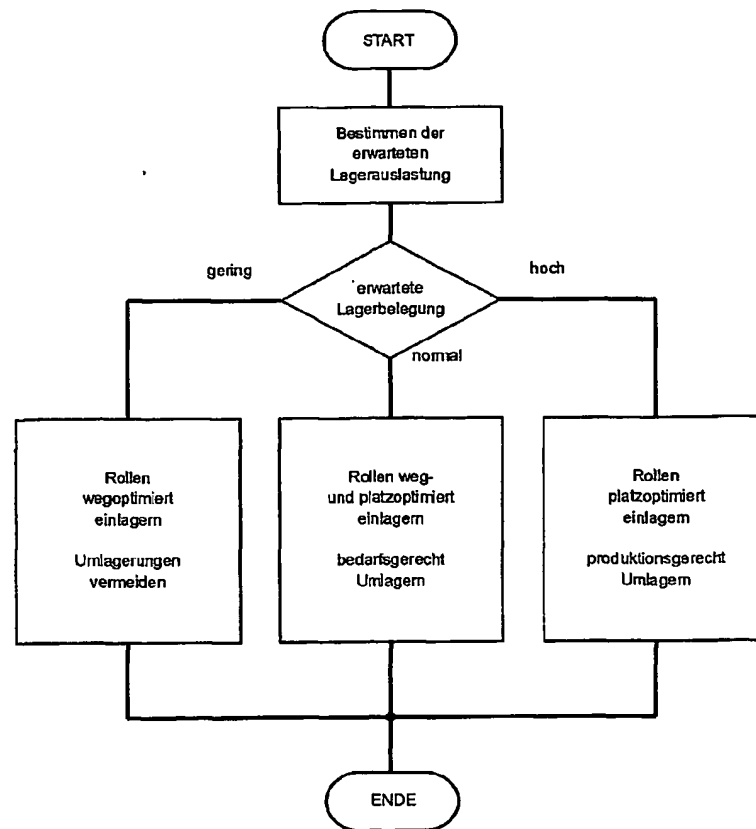 START
Bestimmen der
erwarteten
Lagerauslastung
gering
hoch
erwartete
Lagerbelegung
normal
Rollen
wegoptimiert
einlagern
Umlagerungen
vermeiden
Rollen weg-
und platzoptimiert
einlagern
bedarfsgerecht
Umlagern
Rollen
platzoptimiert
einlagern
produktionsgerecht
Umlagern
ENDE